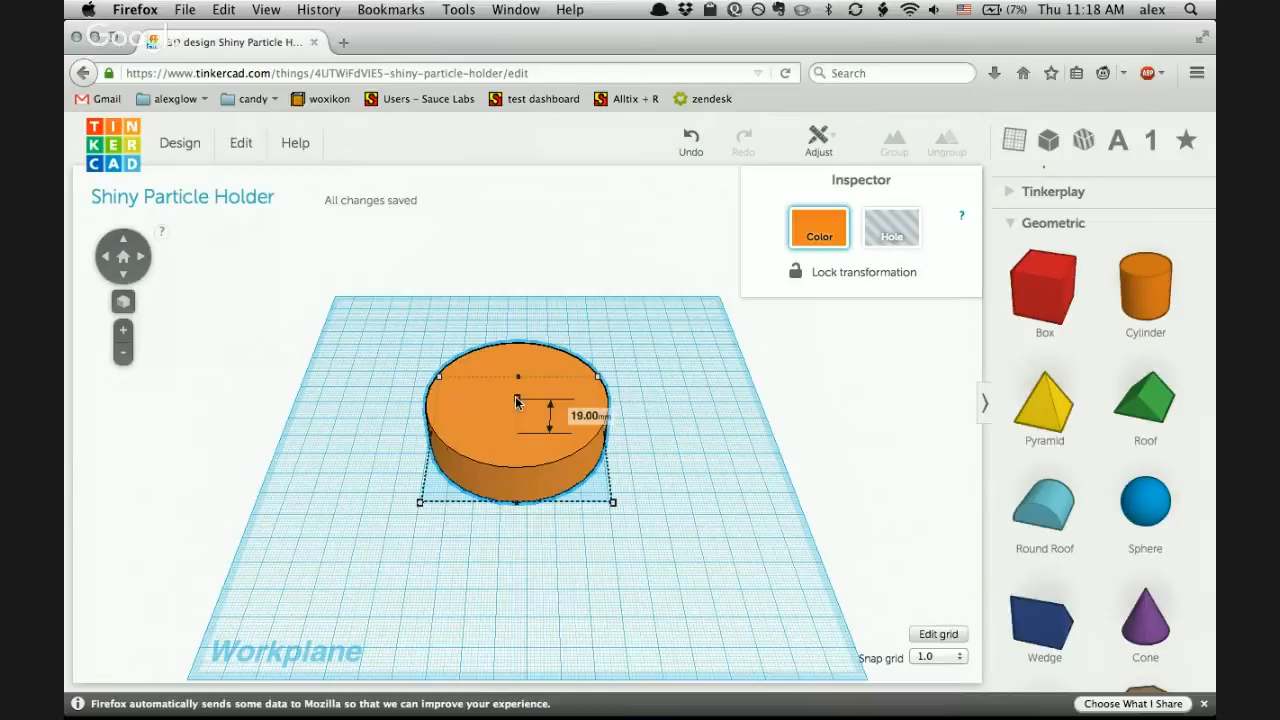 Firefox File Edit View History Bookmarks Tools Window Help (7%) Thu 11:18 AM alex
Google
3D design Shiny Particle H...
https://www.tinkercad.com/things/4UTWiFdVIE5-shiny-particle-holder/edit Search ABP
Gmail alexglow candy woxikon Users - Sauce Labs test dashboard Alltix + R zendesk
TIN
KER
CAD
Design Edit Help Undo Redo Adjust Group Ungroup A 1
Shiny Particle Holder All changes saved
Inspector
Color Hole ?
Lock transformation
?
+
-
19.00mm
Workplane
Edit grid
Snap grid 1.0
Tinkerplay
Geometric
Box Cylinder
Pyramid Roof
Round Roof Sphere
Wedge Cone
Firefox automatically sends some data to Mozilla so that we can improve your experience. Choose What I Share